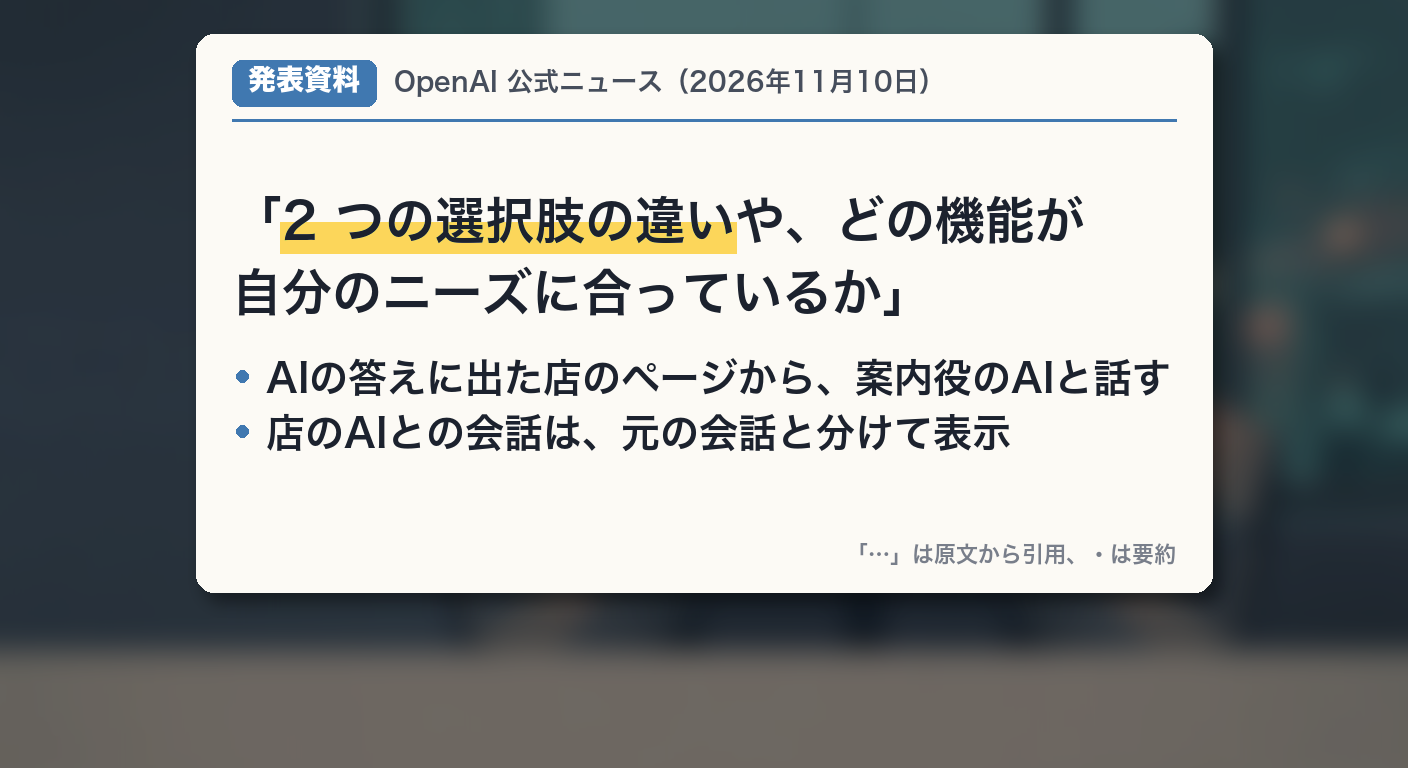 発表資料 OpenAI 公式ニュース（2026年11月10日）
「2 つの選択肢の違いや、どの機能が
自分のニーズに合っているか」
• AIの答えに出た店のページから、案内役のAIと話す
• 店のAIとの会話は、元の会話と分けて表示
「…」は原文から引用、・は要約